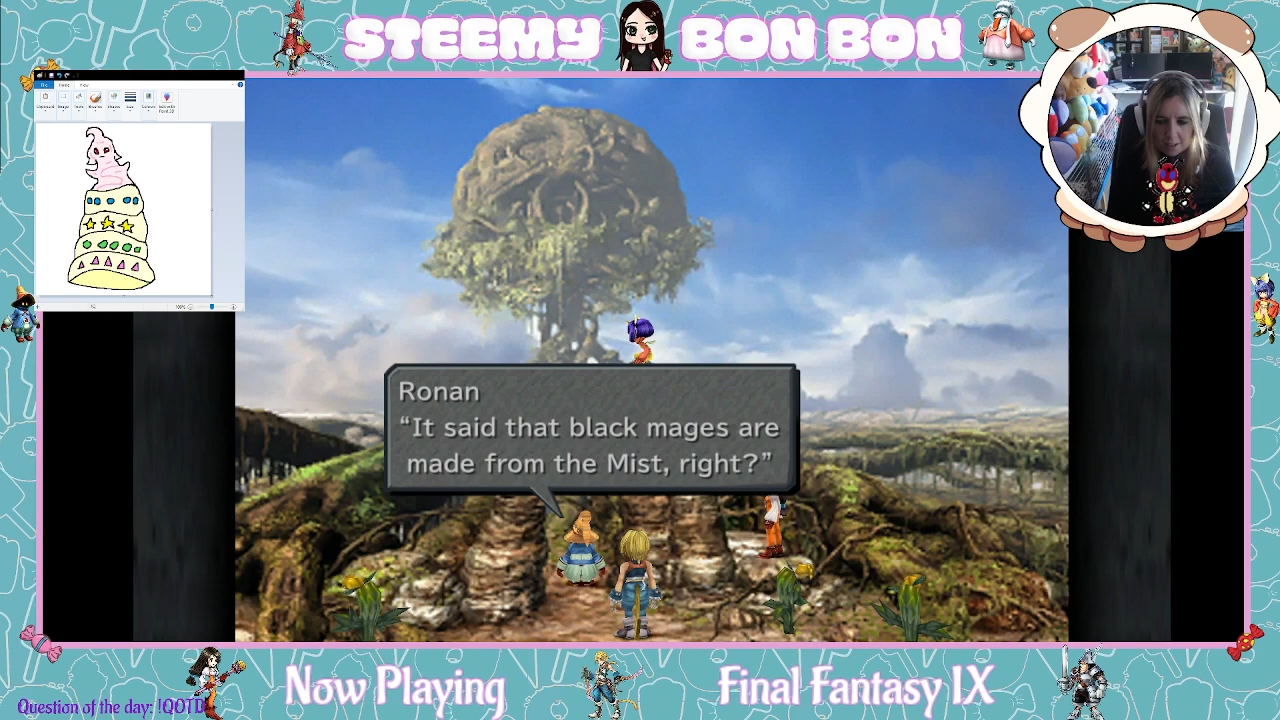 STEEMY BON BON
Ronan
“It said that black mages are
made from the Mist, right?”
Now Playing Final Fantasy IX
Question of the day: !QOTD